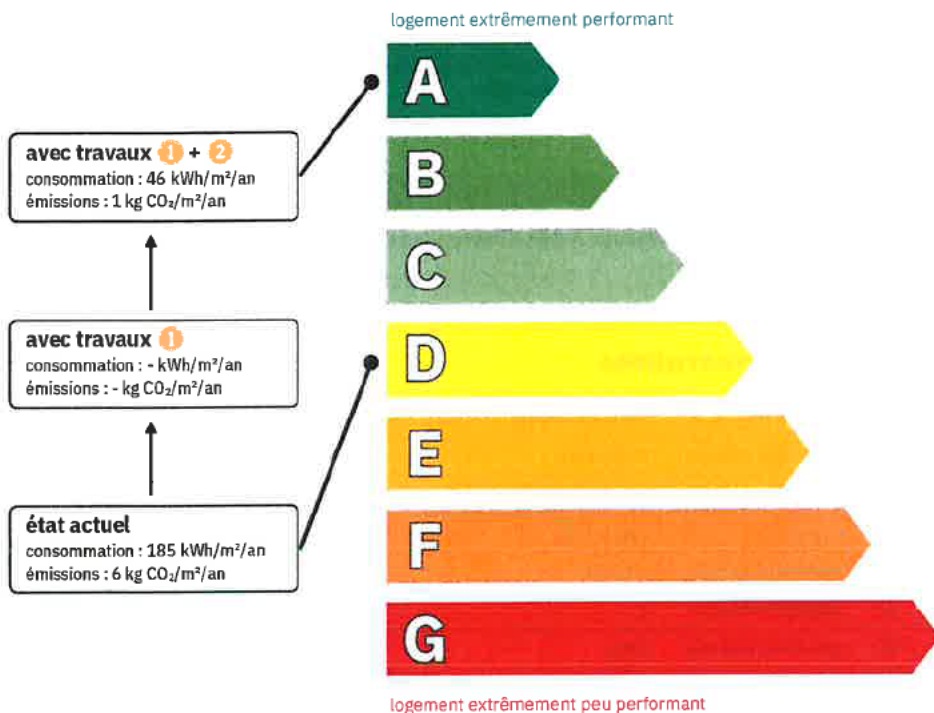 logement extrêmement performant
A
avec travaux 1 + 2
consommation : 46 kWh/m²/an
émissions : 1 kg CO₂/m²/an
B
C
avec travaux 1
consommation : - kWh/m²/an
émissions : - kg CO₂/m²/an
D
E
état actuel
consommation : 185 kWh/m²/an
émissions : 6 kg CO₂/m²/an
F
G
logement extrêmement peu performant